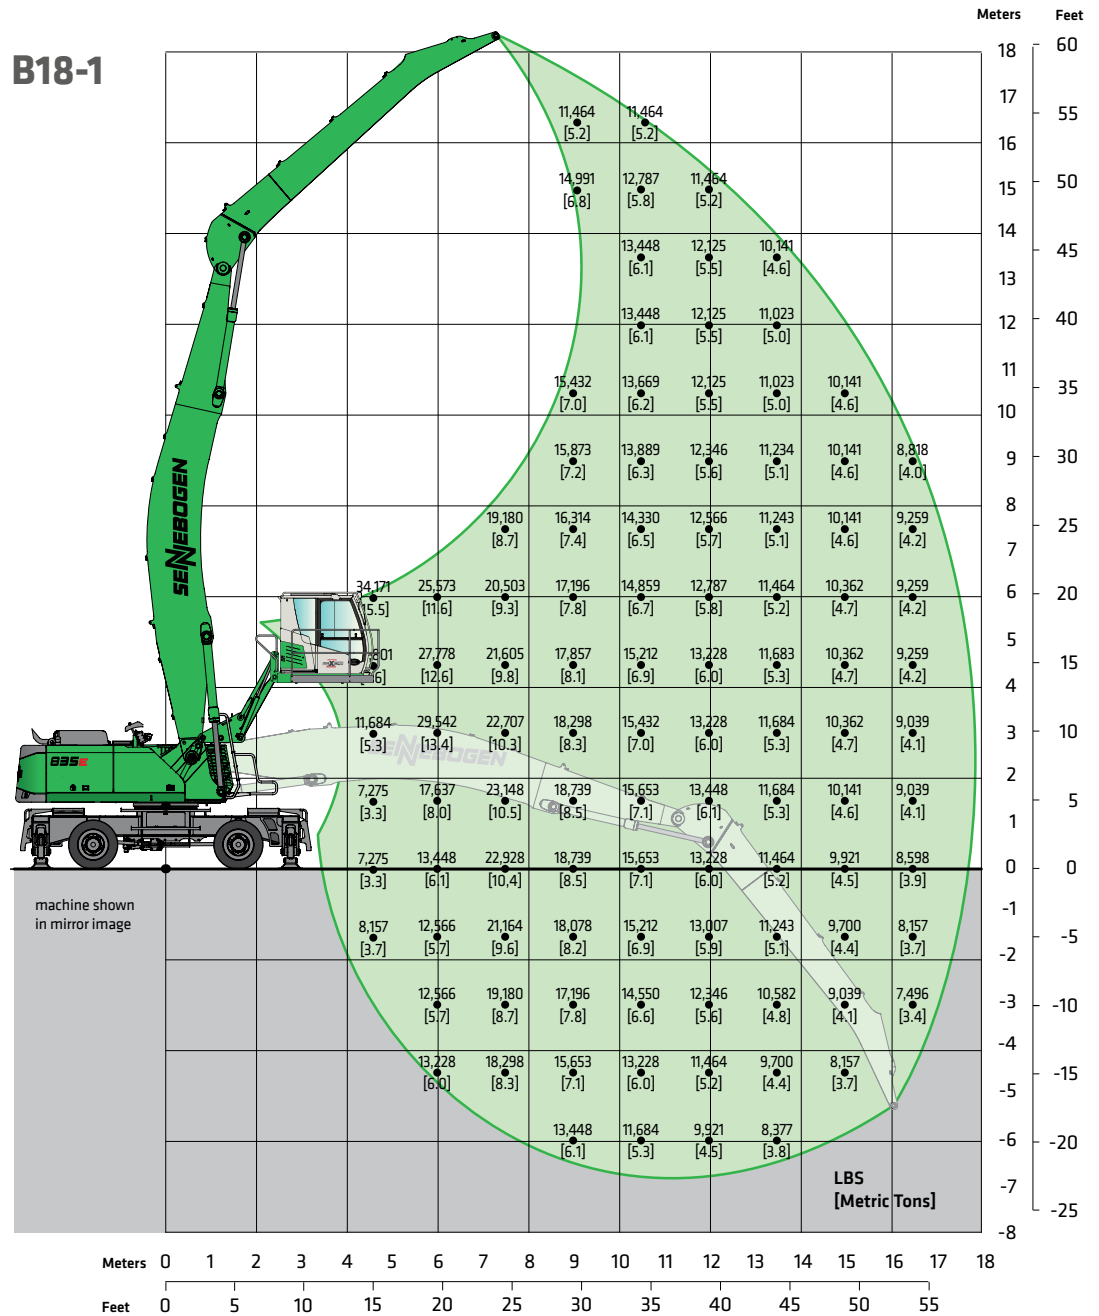 Meters Feet
B18-1
18 60
17
11,464 11,464 55
[5.2] [5.2]
16
14,991 12,787 11,464 15 50
[6.8] [5.8] [5.2]
14
13,448 12,125 10,141 45
[6.1] [5.5] [4.6] 13
13,448 12,125 11,023 12 40
[6.1] [5.5] [5.0]
11
15,432 13,669 12,125 11,023 10,141 35
[7.0] [6.2] [5.5] [5.0] [4.6]
10
15,873 13,889 12,346 11,234 10,141 8,818 9 30
[7.2] [6.3] [5.6] [5.1] [4.6] [4.0]
8
19,180 16,314 14,330 12,566 11,243 10,141 9,259 25
[8.7] [7.4] [6.5] [5.7] [5.1] [4.6] [4.2] 7
SENNEBOGEN
34,171 25,573 20,503 17,196 14,859 12,787 11,464 10,362 9,259 6 20
5.5] [11.6] [9.3] [7.8] [6.7] [5.8] [5.2] [4.7] [4.2]
5
801 27,778 21,605 17,857 15,212 13,228 11,683 10,362 9,259 15
6] [12.6] [9.8] [8.1] [6.9] [6.0] [5.3] [4.7] [4.2]
4
11,684 29,542 22,707 18,298 15,432 13,228 11,684 10,362 9,039 3 10
[5.3] [13.4] [10.3] [8.3] [7.0] [6.0] [5.3] [4.7] [4.1]
SENNEBOGEN
835E
2
7,275 17,637 23,148 18,739 15,653 13,448 11,684 10,141 9,039 5
[3.3] [8.0] [10.5] [8.5] [7.1] [6.1] [5.3] [4.6] [4.1] 1
7,275 13,448 22,928 18,739 15,653 13,228 11,464 9,921 8,598 0 0
[3.3] [6.1] [10,4] [8.5] [7.1] [6.0] [5.2] [4.5] [3.9]
machine shown
in mirror image
-1
8,157 12,566 21,164 18,078 15,212 13,007 11,243 9,700 8,157 -5
[3.7] [5.7] [9.6] [8.2] [6.9] [5.9] [5.1] [4.4] [3.7]
-2
12,566 19,180 17,196 14,550 12,346 10,582 9,039 7,496 -3 -10
[5.7] [8.7] [7.8] [6.6] [5.6] [4.8] [4.1] [3.4]
-4
13,228 18,298 15,653 13,228 11,464 9,700 8,157 -15
[6.0] [8.3] [7.1] [6.0] [5.2] [4.4] [3.7] -5
13,448 11,684 9,921 8,377 -6 -20
[6.1] [5.3] [4.5] [3.8]
LBS
[Metric Tons]
-7
-25
-8
Meters 0 1 2 3 4 5 6 7 8 9 10 11 12 13 14 15 16 17 18
Feet 0 5 10 15 20 25 30 35 40 45 50 55